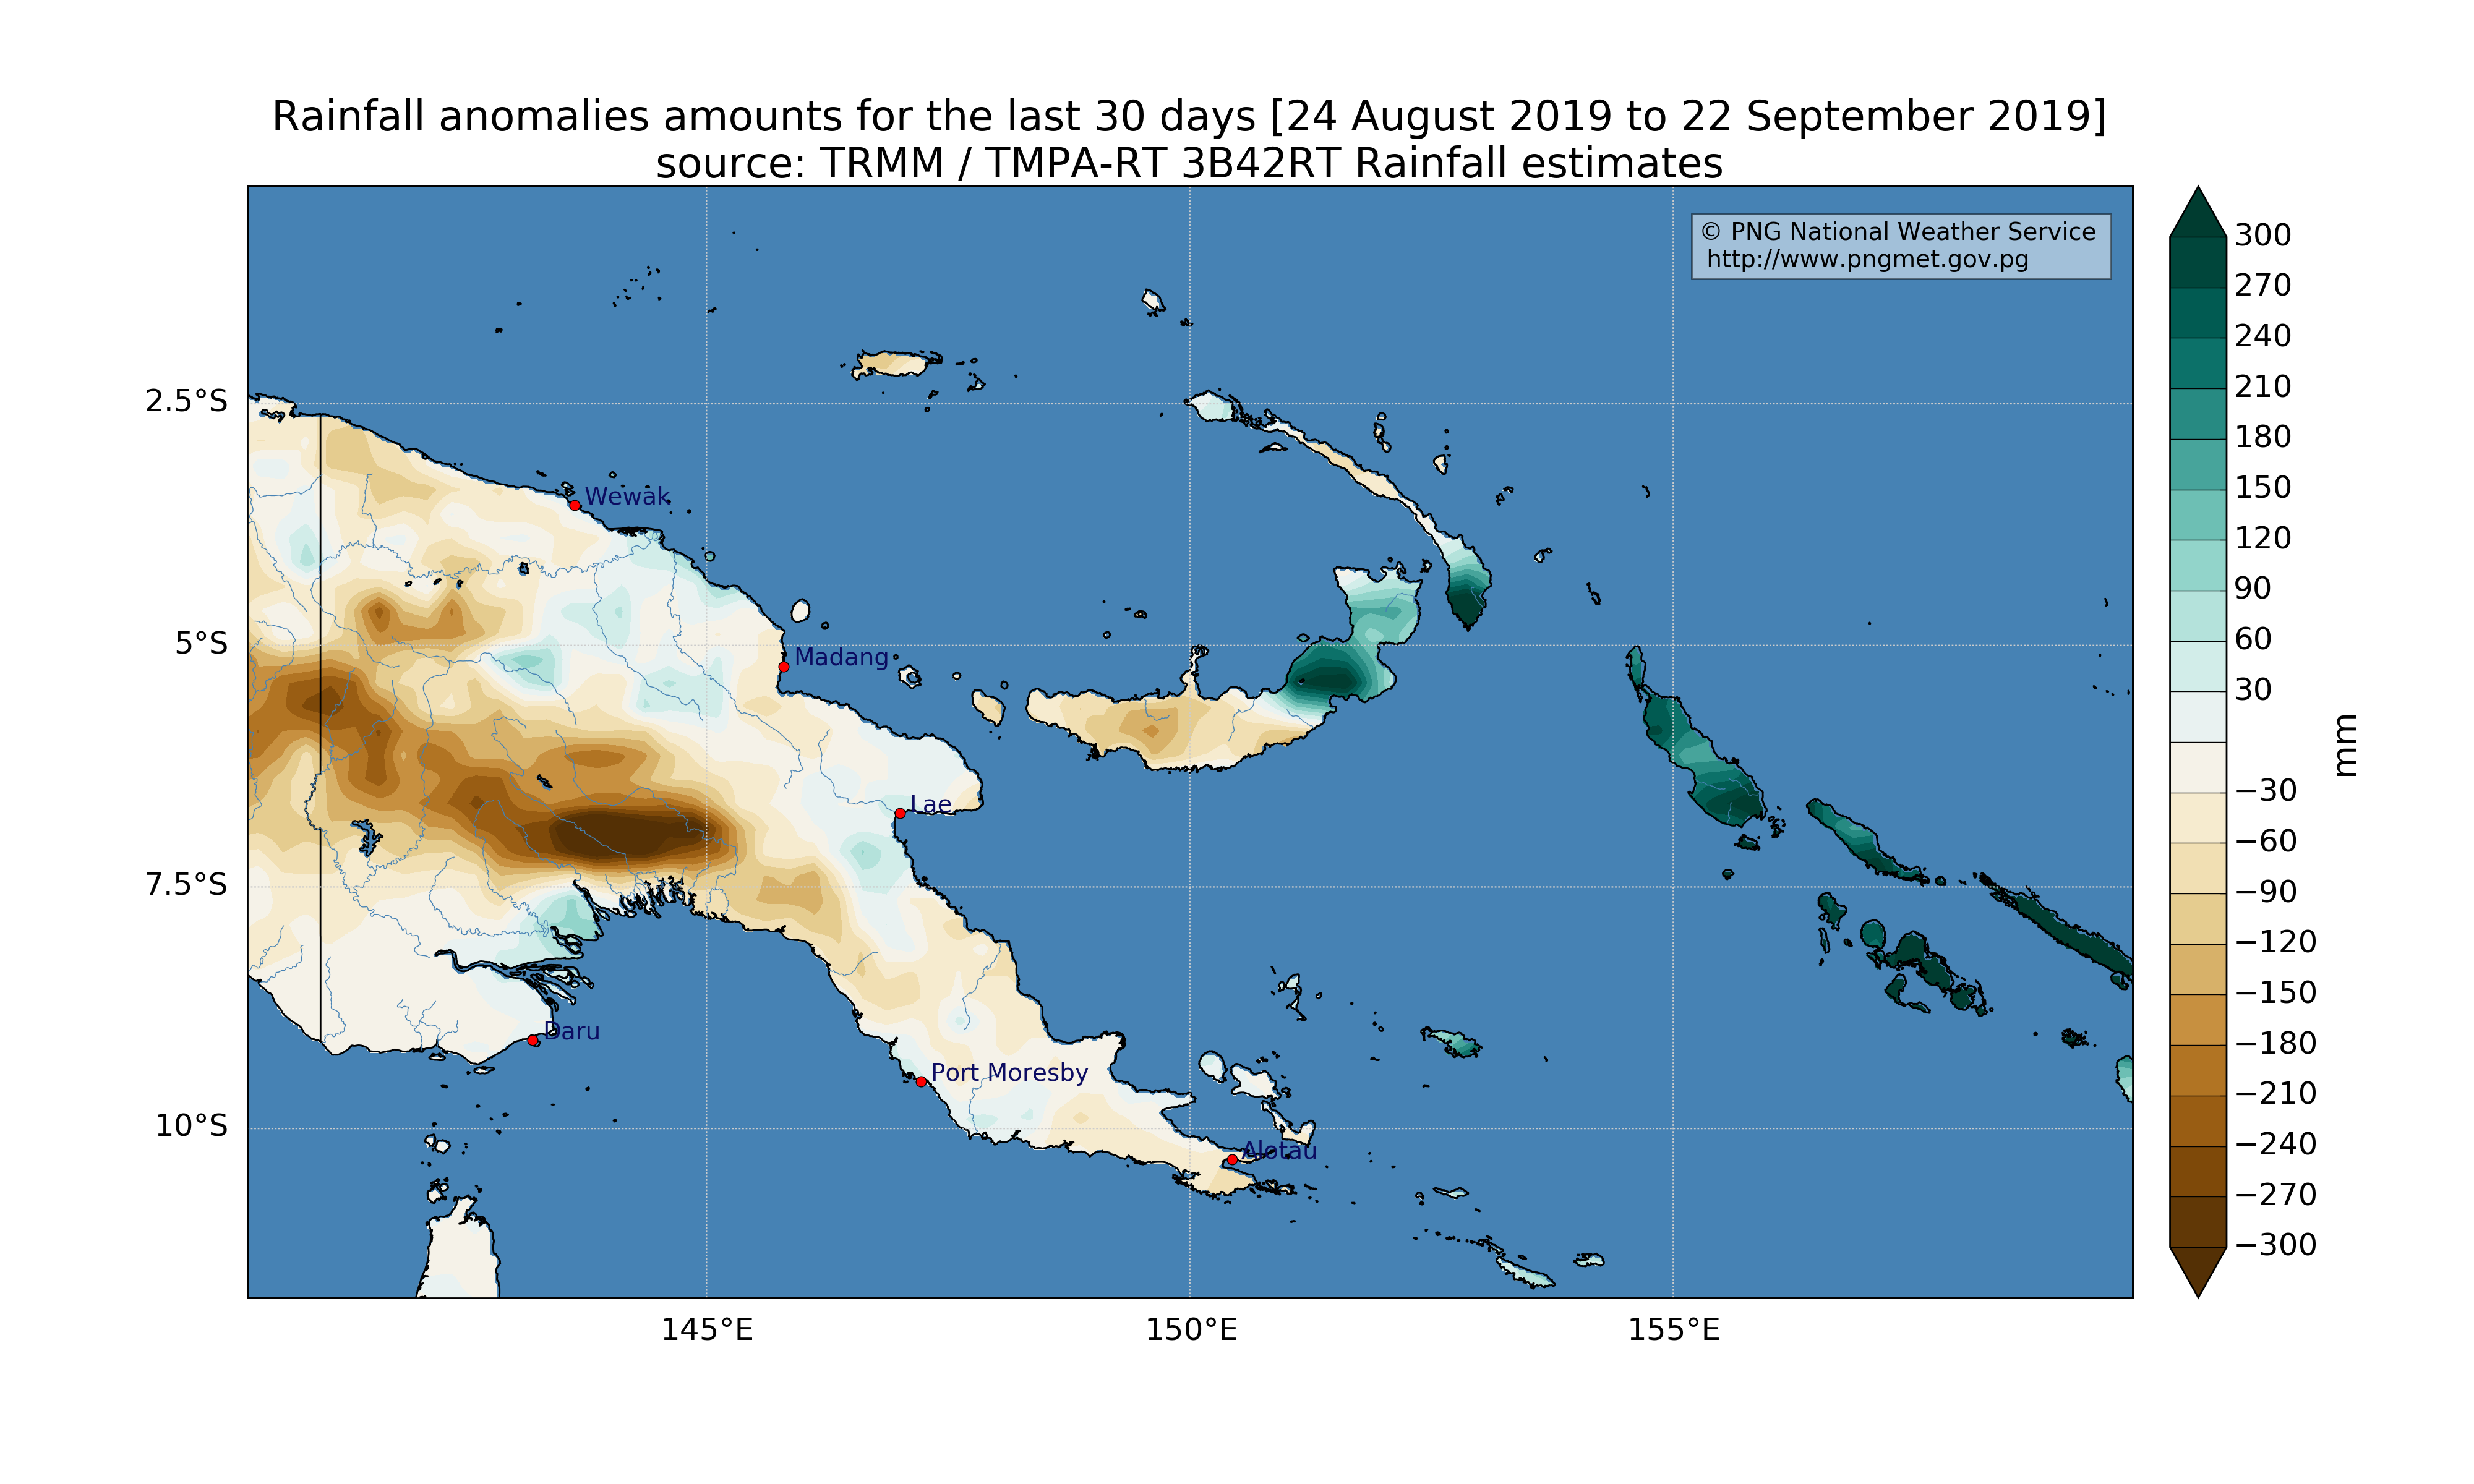 Rainfall anomalies amounts for the last 30 days [24 August 2019 to 22 September 2019]
source: TRMM / TMPA-RT 3B42RT Rainfall estimates
© PNG National Weather Service
http://www.pngmet.gov.pg
2.5°S
5°S
7.5°S
10°S
145°E
150°E
155°E
Wewak
Madang
Lae
Daru
Port Moresby
Alotau
300
270
240
210
180
150
120
90
60
30
−30
−60
−90
−120
−150
−180
−210
−240
−270
−300
mm